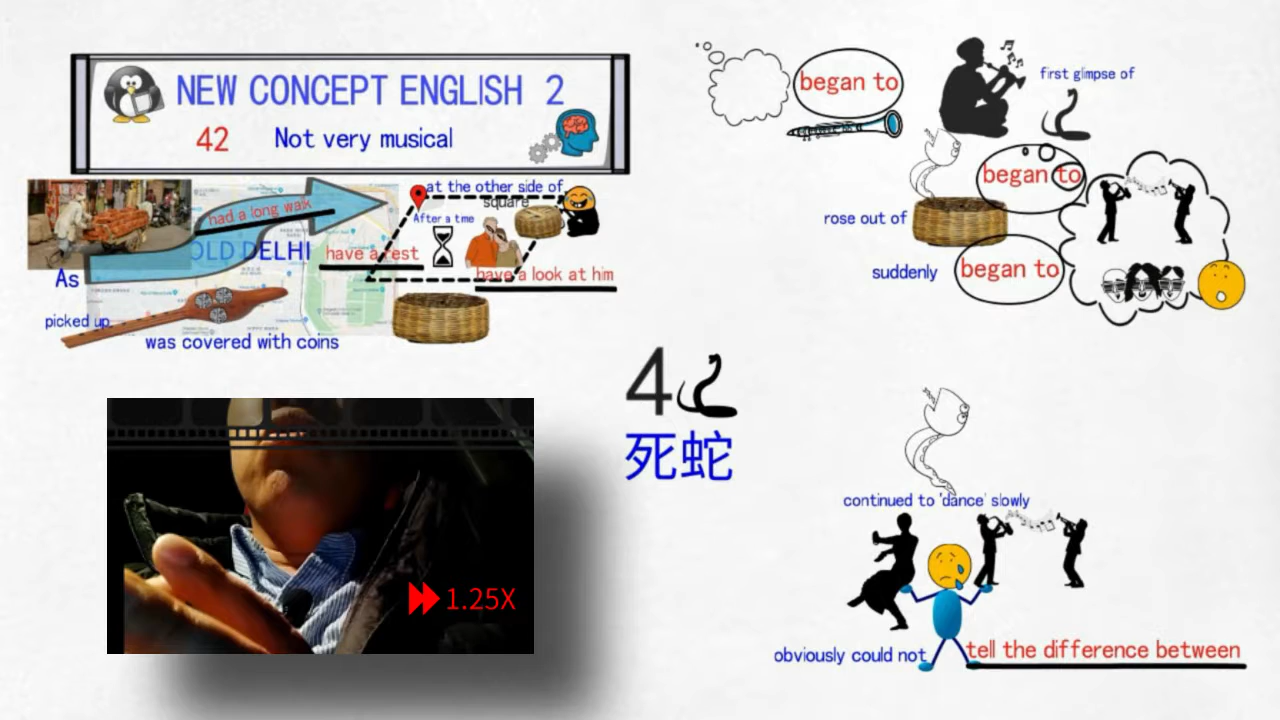 NEW CONCEPT ENGLISH 2
42 Not very musical
at the other side of
square
had a long walk
After a tme
OLD DELHI
have a rest
As
have a look at him
picked up
was covered with coins
began to
first glimpse of
began to
rose out of
suddenly
began to
4
死蛇
continued to 'dance' slowly
1.25X
obviously could not
tell the difference between